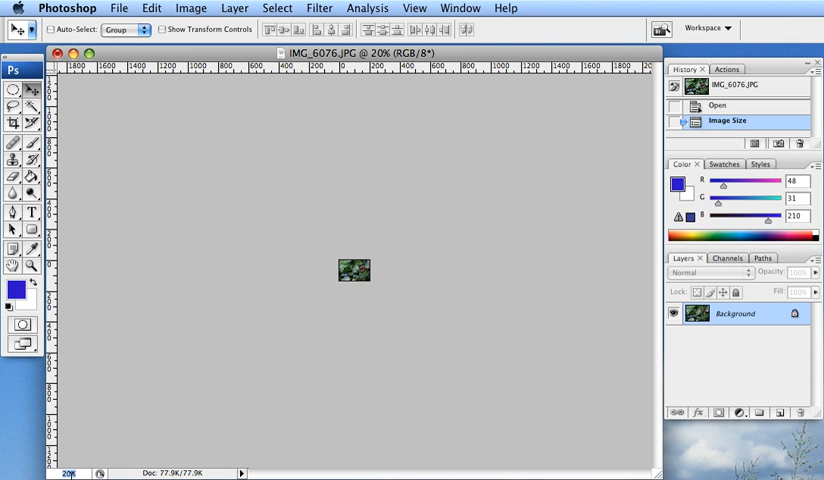 Photoshop File Edit Image Layer Select Filter Analysis View Window Help
Auto-Select: Group Show Transform Controls Workspace
IMG_6076.JPG @ 20% (RGB/8*)
Ps
1800 1600 1400 1200 1000 800 600 400 200 0 200 400 600 800 1000 1200 1400 1600 1800
History Actions
IMG_6076.JPG
Open
Image Size
Color Swatches Styles
R 48
G 31
B 210
Layers Channels Paths
Normal Opacity: 100%
Lock: Fill: 100%
Background
20% Doc: 77.9K/77.9K